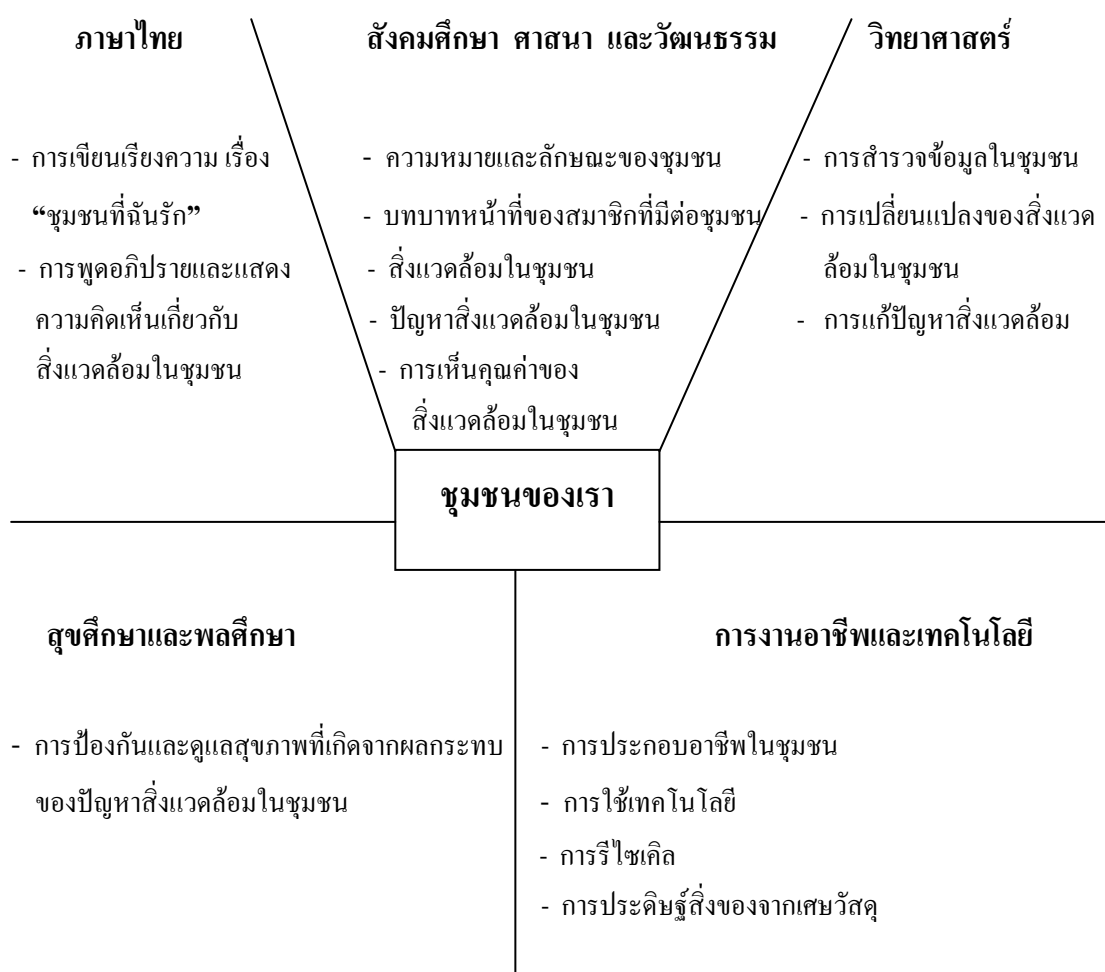 ภาษาไทย
- การเขียนเรียงความ เรื่อง
“ชุมชนที่ฉันรัก”
- การพูดอภิปรายและแสดง
ความคิดเห็นเกี่ยวกับ
สิ่งแวดล้อมในชุมชน
สังคมศึกษา ศาสนา และวัฒนธรรม
- ความหมายและลักษณะของชุมชน
- บทบาทหน้าที่ของสมาชิกที่มีต่อชุมชน
- สิ่งแวดล้อมในชุมชน
- ปัญหาสิ่งแวดล้อมในชุมชน
- การเห็นคุณค่าของ
สิ่งแวดล้อมในชุมชน
วิทยาศาสตร์
- การสำรวจข้อมูลในชุมชน
- การเปลี่ยนแปลงของสิ่งแวด
ล้อมในชุมชน
- การแก้ปัญหาสิ่งแวดล้อม
ชุมชนของเรา
สุขศึกษาและพลศึกษา
- การป้องกันและดูแลสุขภาพที่เกิดจากผลกระทบ
ของปัญหาสิ่งแวดล้อมในชุมชน
การงานอาชีพและเทคโนโลยี
- การประกอบอาชีพในชุมชน
- การใช้เทคโนโลยี
- การรีไซเคิล
- การประดิษฐ์สิ่งของจากเศษวัสดุ